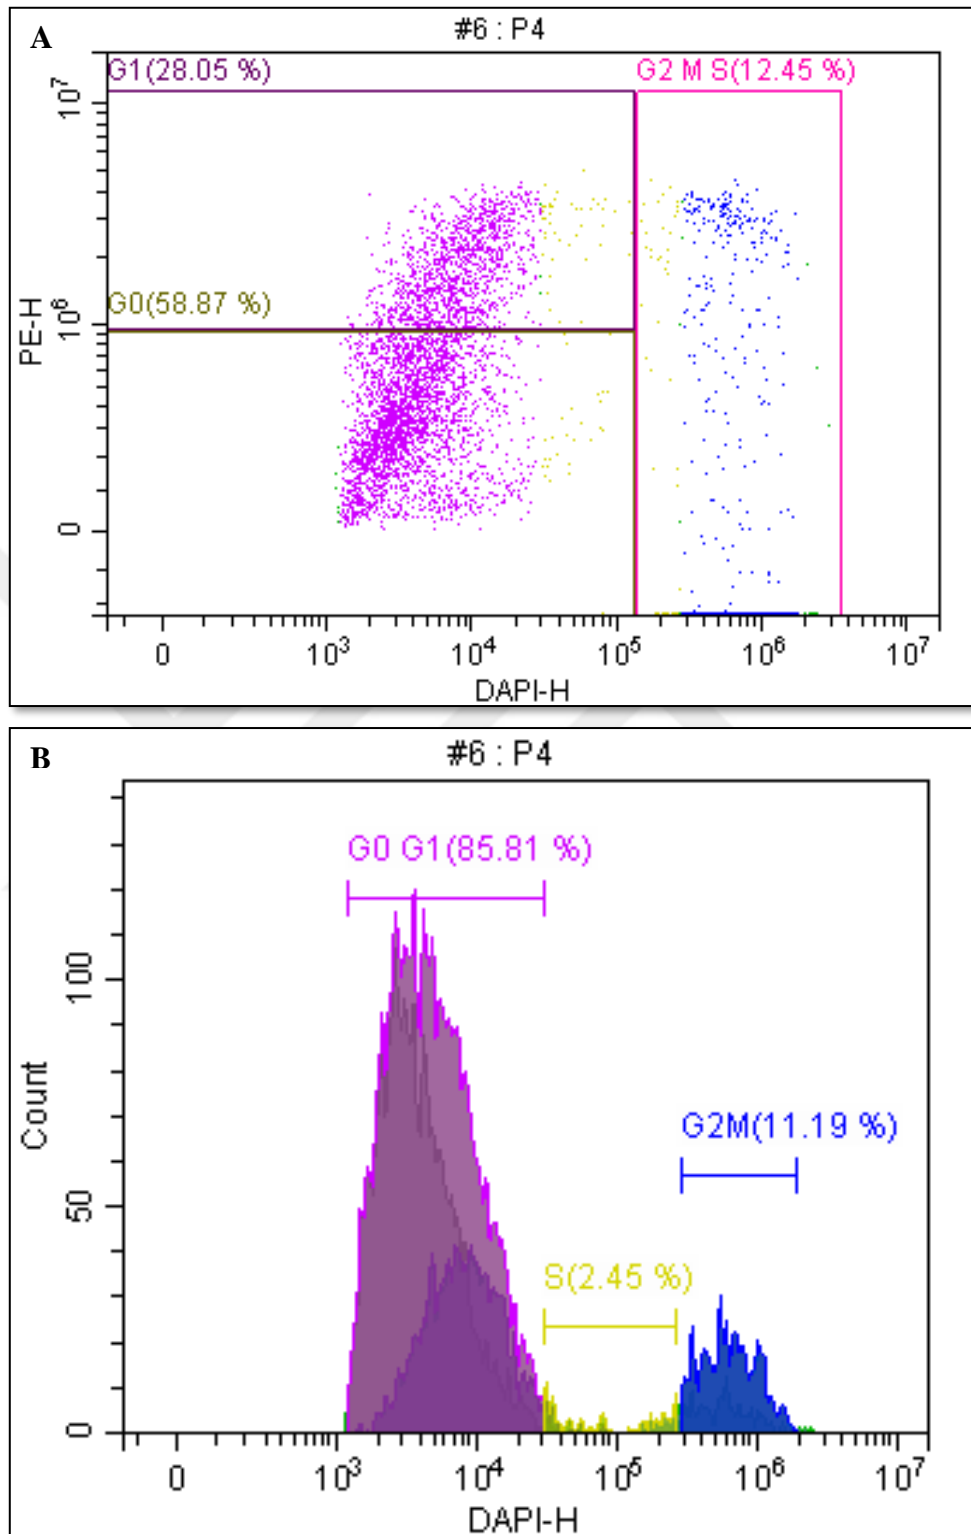 A
#6 : P4
G1(28.05 %)
G2 M S(12.45 %)
G0(58.87 %)
PE-H
10⁷
10⁶
0
0
10³
10⁴
10⁵
10⁶
10⁷
DAPI-H
B
#6 : P4
G0 G1(85.81 %)
G2M(11.19 %)
S(2.45 %)
Count
100
50
0
0
10³
10⁴
10⁵
10⁶
10⁷
DAPI-H